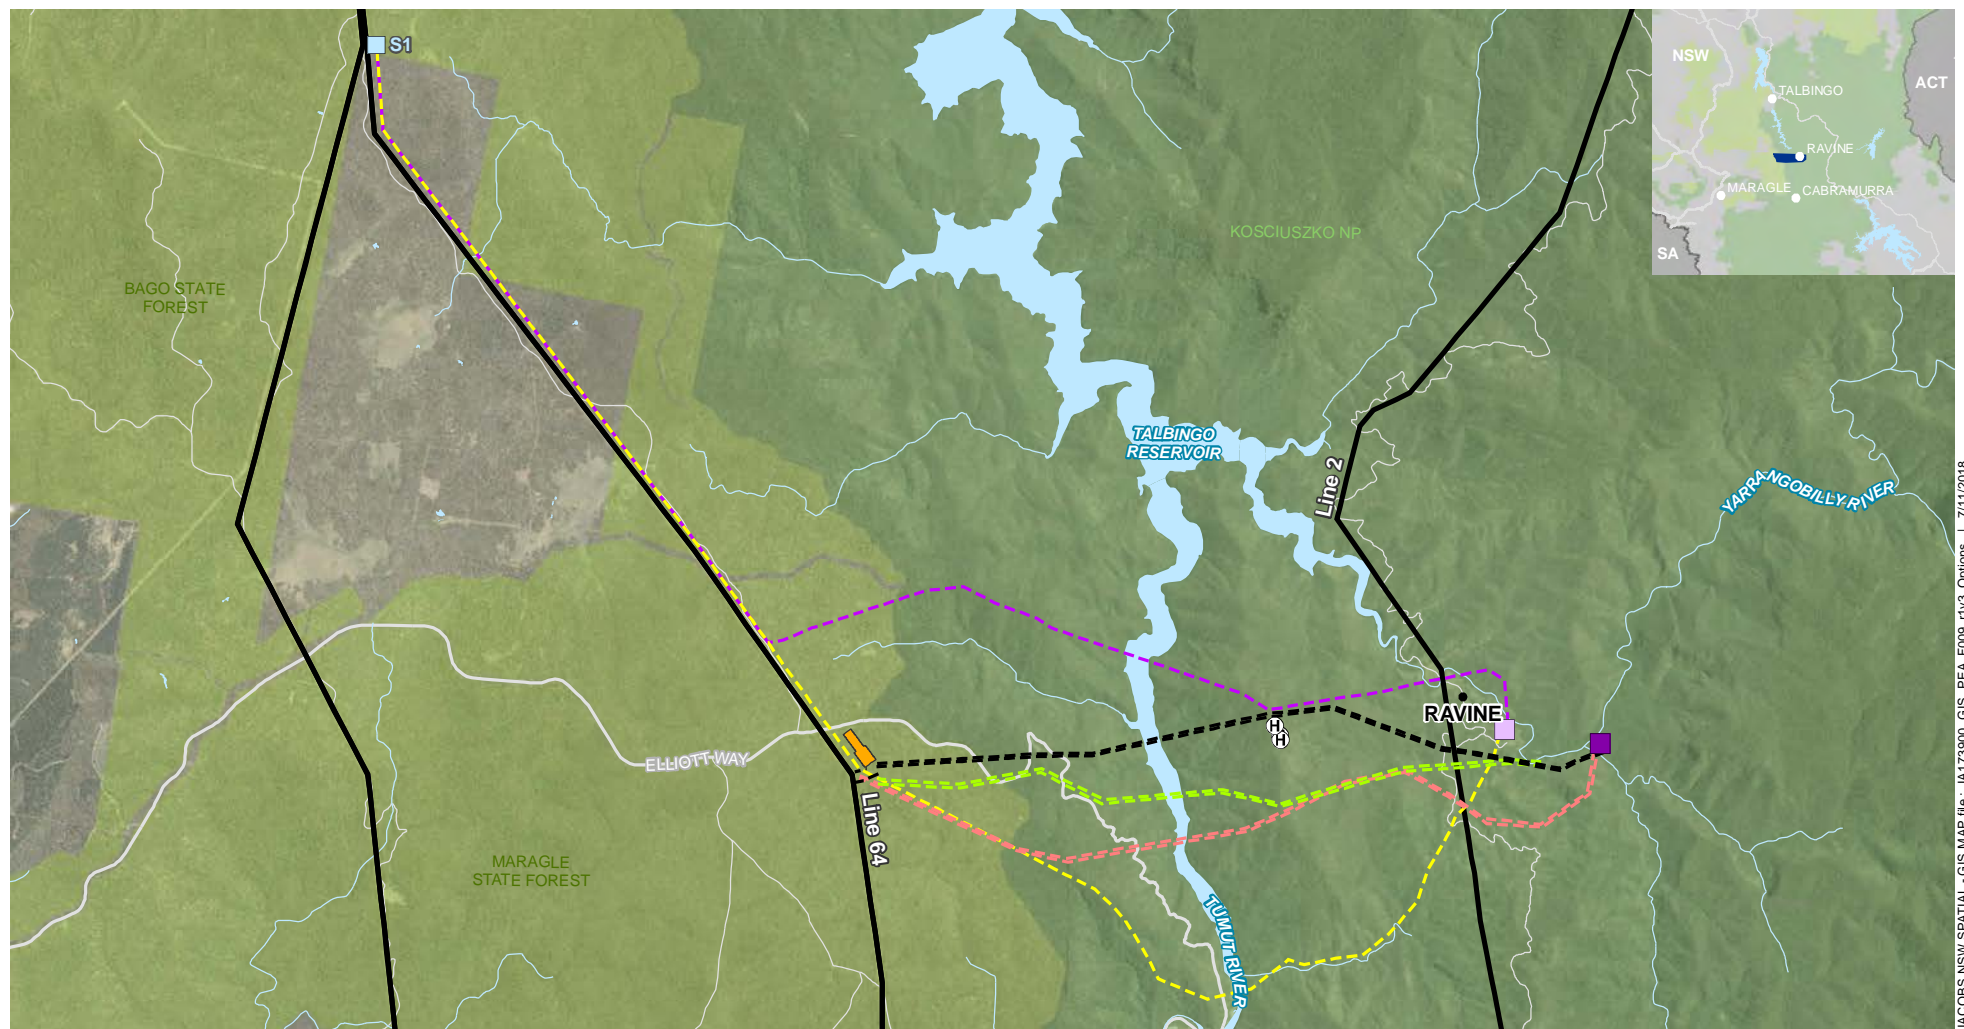 S1
NSW
ACT
TALBINGO
RAVINE
MARAGLE
CABRAMURRA
SA
KOSCIUSZKO NP
BAGO STATE
FOREST
TALBINGO
RESERVOIR
Line 2
YARRANGOBILLY RIVER
RAVINE
H
H
ELLIOTT WAY
Line 64
MARAGLE
STATE FOREST
TUMUT RIVER